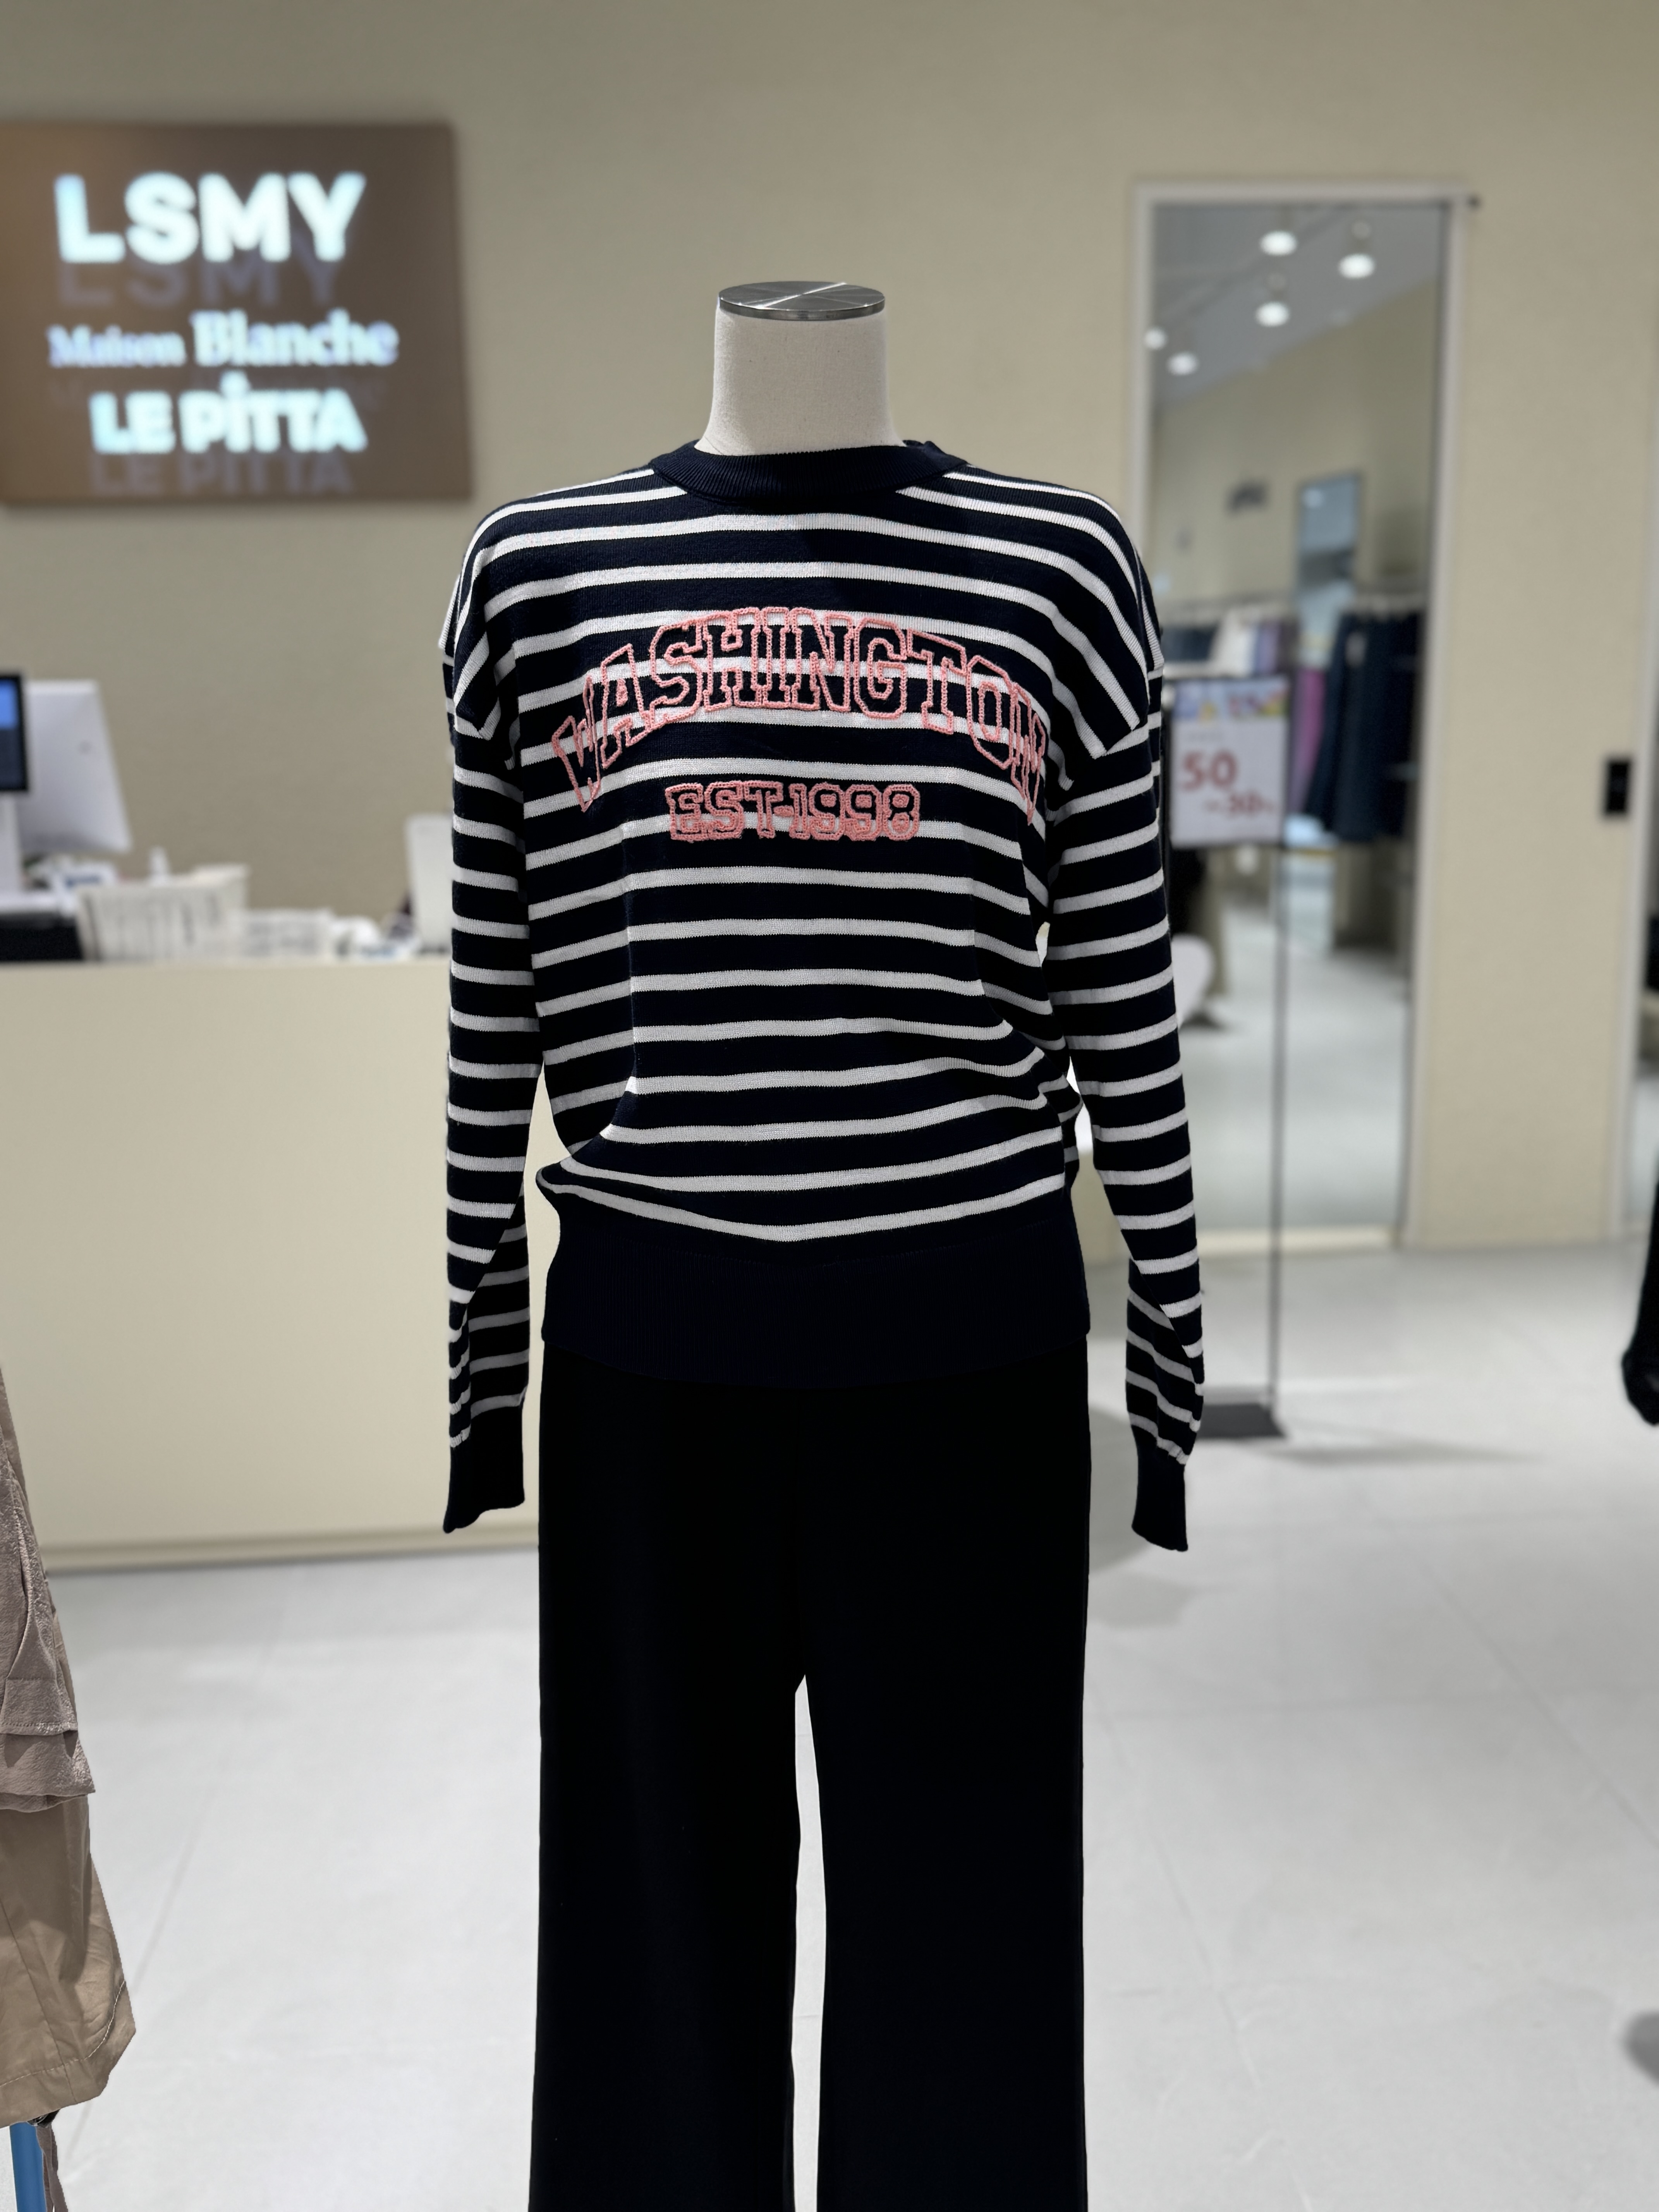 LSMY
Maison Blanche
LE PiTTA
WASHINGTON
EST-1998
50